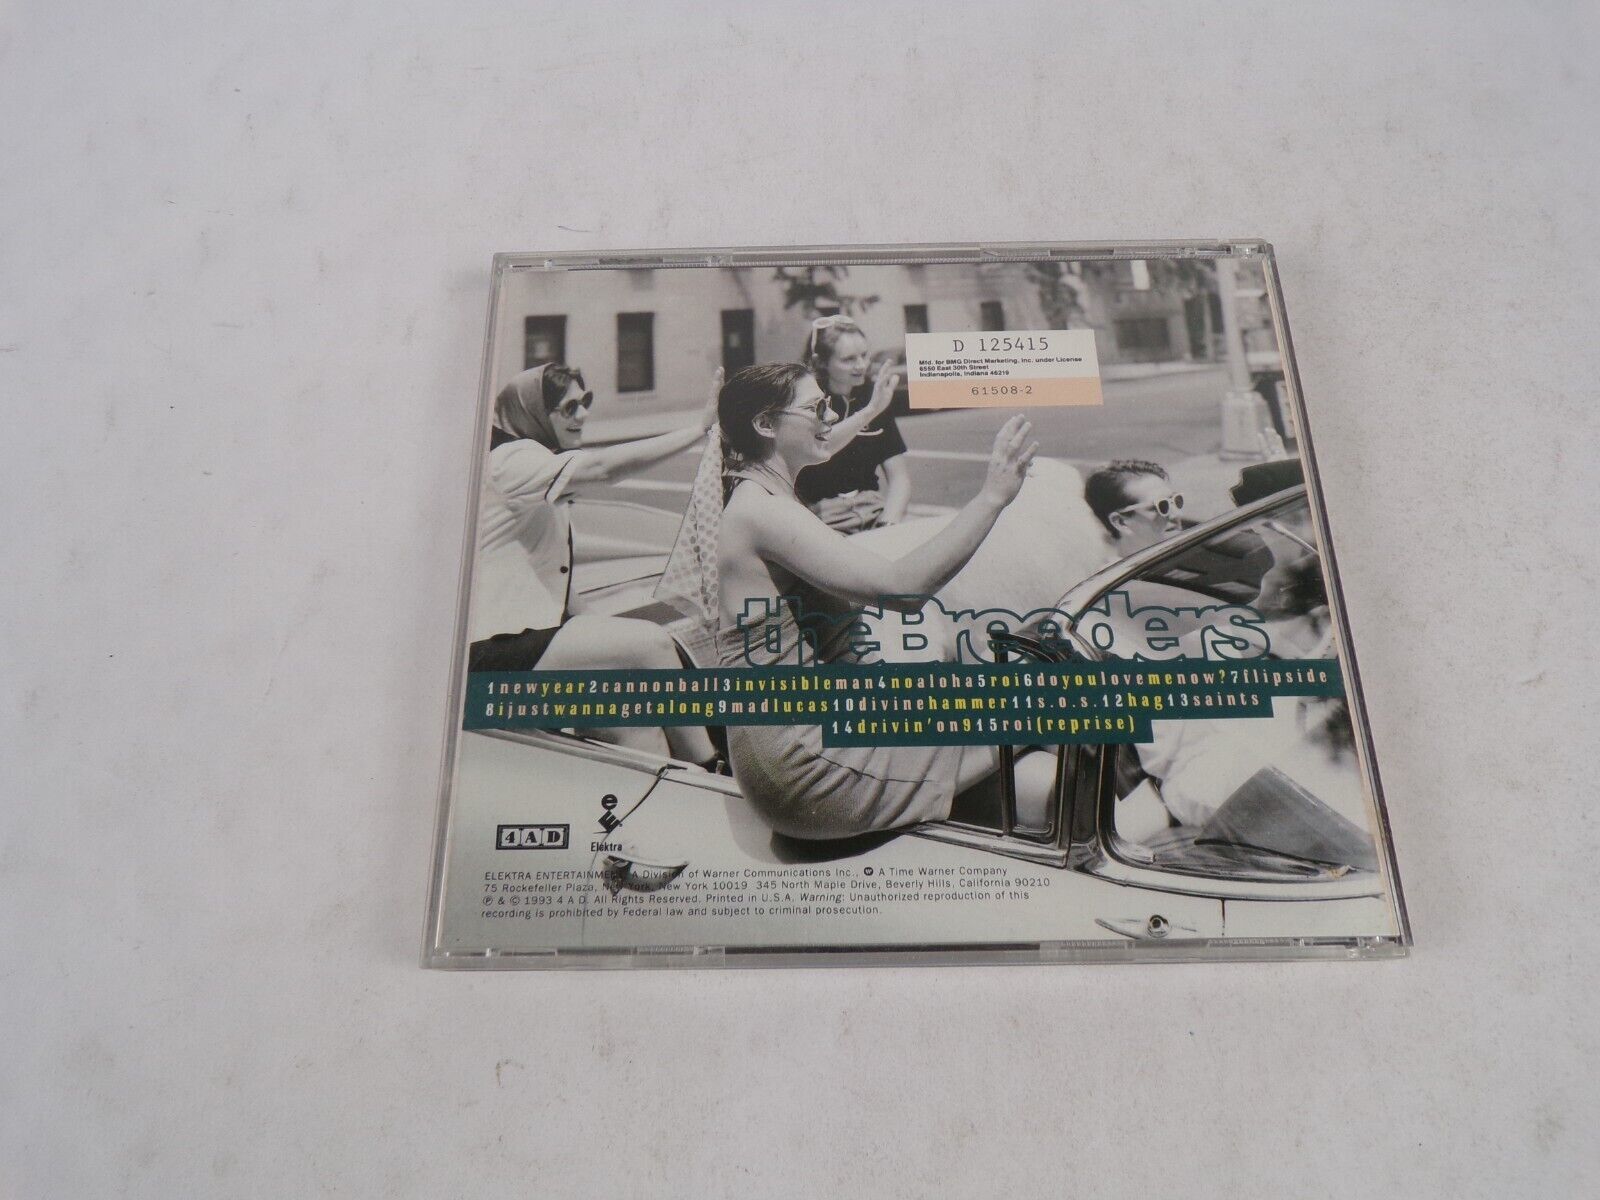 D 125415
Mfd. for BMG Direct Marketing, Inc. under License
6550 East 30th Street
Indianapolis, Indiana 46219
61508-2
the Breeders
1newyear2cannonball3invisibleman4noaloha5roi6doyoulovemenow?7flipside
8ijustwannagetalong9madlucas10divinehammer11s.o.s.12hag13saints
14drivin'on915roi(reprise)
4AD
e
Elektra
ELEKTRA ENTERTAINMENT, A Division of Warner Communications Inc., A Time Warner Company
75 Rockefeller Plaza, New York, New York 10019 345 North Maple Drive, Beverly Hills, California 90210
℗ & © 1993 4 A D. All Rights Reserved. Printed in U.S.A. Warning: Unauthorized reproduction of this
recording is prohibited by Federal law and subject to criminal prosecution.